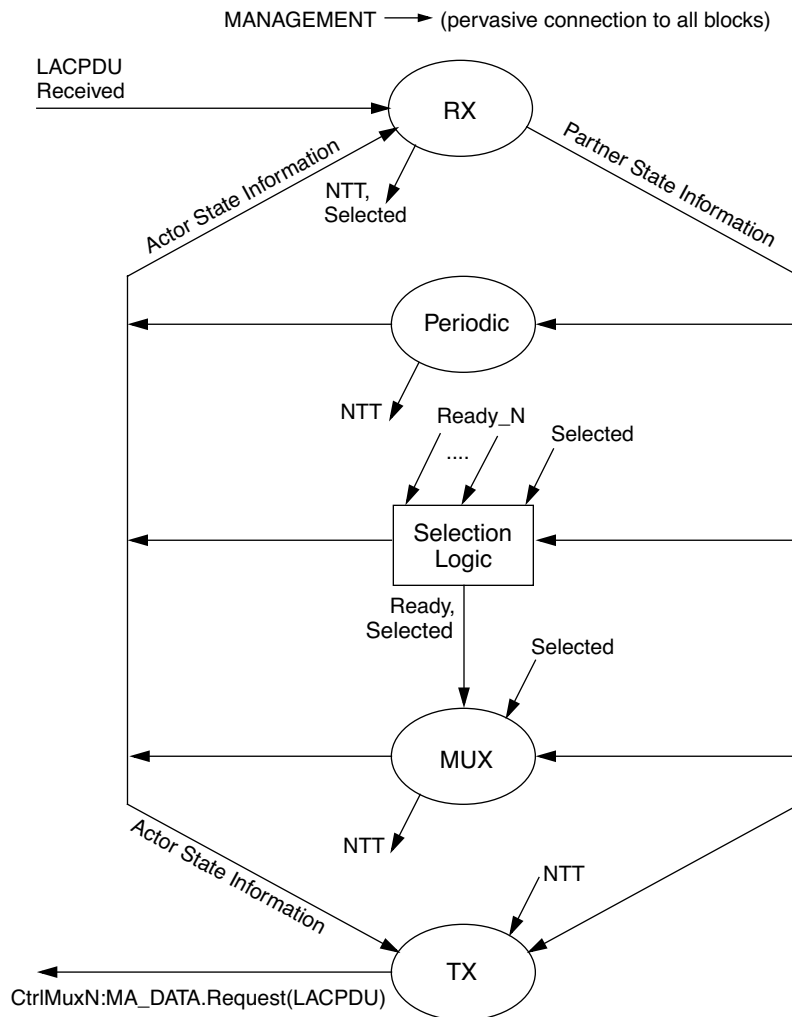 MANAGEMENT (pervasive connection to all blocks)
LACPDU
Received
RX
Actor State Information
Partner State Information
NTT,
Selected
Periodic
NTT
Ready_N
....
Selected
Selection
Logic
Ready,
Selected
Selected
MUX
NTT
Actor State Information
NTT
TX
CtrlMuxN:MA_DATA.Request(LACPDU)